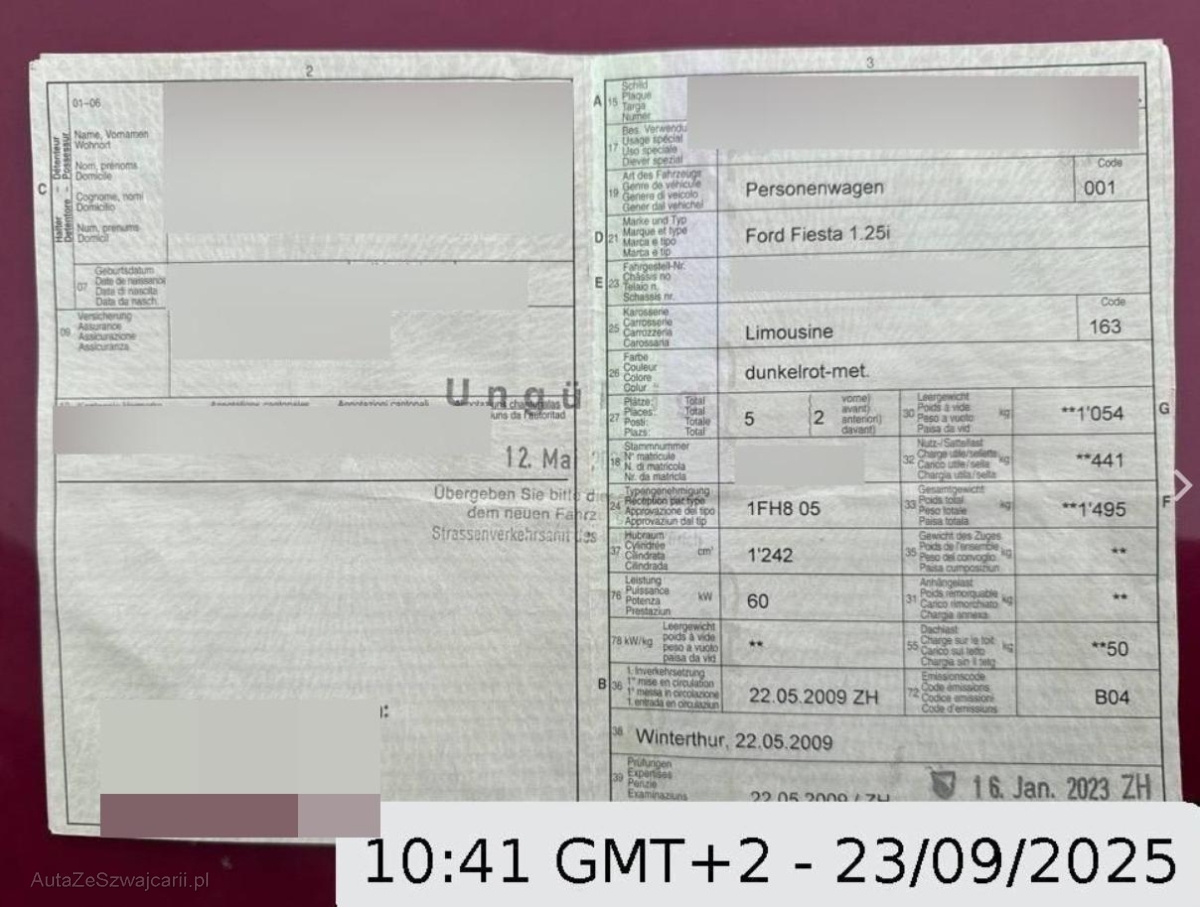 2
01-06
Name, Vornamen
Wohnort
Nom, prénoms
Domicile
Cognome, nomi
Domicilio
Num, prenums
Domicil
C
Halter - Détenteur
Detentore - Possessur
07
Geburtsdatum
Date de naissance
Data di nascita
Data da nasch.
09
Versicherung
Assurance
Assicurazione
Assicuranza
Ungü
12. Mai
Übergeben Sie bitte d
dem neuen Fahrz
Strassenverkehrsamt des
3
A 15
Schild
Plaque
Targa
Numer
17
Bes. Verwendu
Usage spécial
Uso speciale
Diever spezial
19
Art des Fahrzeugs
Genre de véhicule
Genere di veicolo
Gener dal vehichel
Personenwagen
Code
001
D 21
Marke und Typ
Marque et type
Marca e tipo
Marca e tip
Ford Fiesta 1.25i
E 23
Fahrgestell-Nr.
Châssis no
Telaio n.
Schassis nr.
25
Karosserie
Carrosserie
Carrozzeria
Carossaria
Limousine
Code
163
26
Farbe
Couleur
Colore
Colur
dunkelrot-met.
27
Plätze: Total
Places: Total
Posti: Totale
Plazs: Total
5
(2
vorne)
avant)
anteriori)
davant)
30
Leergewicht
Poids à vide
Peso a vuoto
Paisa da vid
kg
**1'054
G
18
Stammnummer
N° matricule
N. di matricola
Nr. da matricla
32
Nutz-/Sattellast
Charge utile/sellette
Carico utile/sella
Chargia utila/sella
kg
**441
24
Typengenehmigung
Réception par type
Approvazione del tipo
Approvaziun dal tip
1FH8 05
33
Gesamtgewicht
Poids total
Peso totale
Paisa totala
kg
**1'495
F
37
Hubraum
Cylindrée
Cilindrata
Cilindrada
cm³
1'242
35
Gewicht des Zuges
Poids de l'ensemble
Peso del convoglio
Paisa cumposiziun
kg
**
76
Leistung
Puissance
Potenza
Prestaziun
kW
60
31
Anhängelast
Poids remorquable
Carico rimorchiato
Chargia annexa
kg
**
78 kW/kg
Leergewicht
poids à vide
peso a vuoto
paisa da vid
**
55
Dachlast
Charge sur le toit
Carico sul tetto
Chargia sin il tetg
kg
**50
B 36
1. Inverkehrsetzung
1re mise en circulation
1a messa in circolazione
1. entrada en circulaziun
22.05.2009 ZH
72
Emissionscode
Code émissions
Codice emissioni
Code d'emissiuns
B04
38
Winterthur, 22.05.2009
39
Prüfungen
Expertises
Perizie
Examinaziuns
22.05.2009 / ZH
16. Jan. 2023 ZH
AutaZeSzwajcarii.pl
10:41 GMT+2 - 23/09/2025